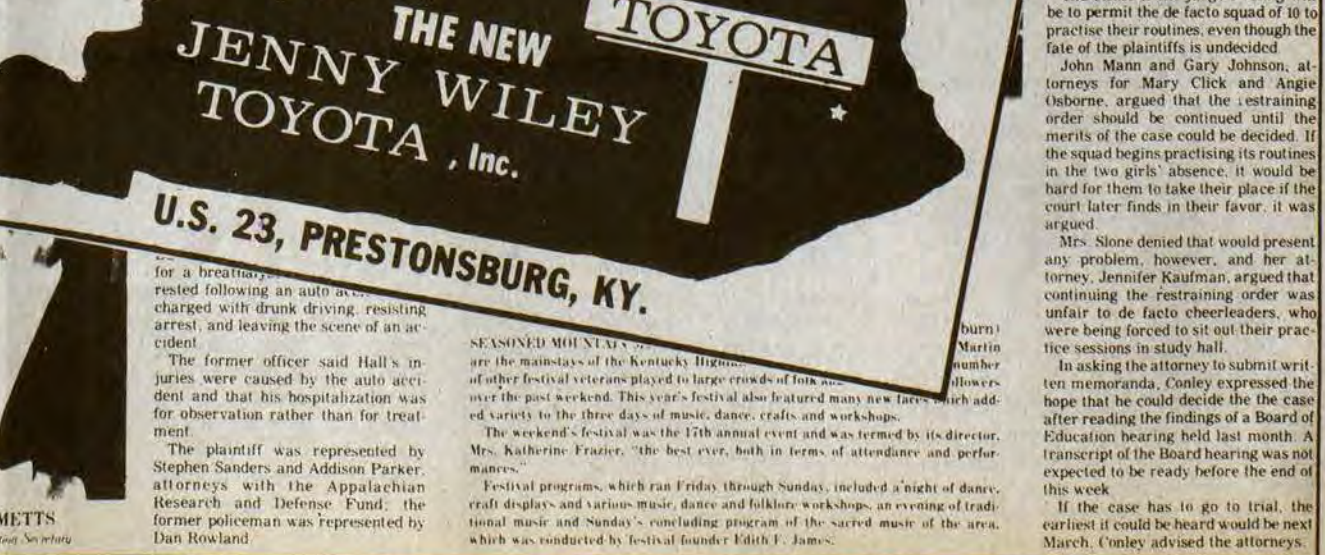 THE NEW
JENNY WILEY
TOYOTA , Inc.
TOYOTA
U.S. 23, PRESTONSBURG, KY.
for a
rested following an auto
charged with drunk driving, resisting
arrest, and leaving the scene of an ac-
cident
The former officer said Hall's in-
juries were caused by the auto acci-
dent and that his hospitalization was
for observation rather than for treat-
ment
The plaintiff was represented by
Stephen Sanders and Addison Parker,
attorneys with the Appalachian
Research and Defense Fund; the
former policeman was represented by
Dan Rowland
METTS
SEASONED
burn)
Martin
are the mainstays of the Kentucky
number
of other festival veterans played to large crowds of folk
llowers
over the past weekend. This year's festival also featured many new faces which add-
ed variety to the three days of music, dance, crafts and workshops.
The weekend's festival was the 17th annual event and was termed by its director,
Mrs. Katherine Frazier, "the best ever, both in terms of attendance and perfor-
mances."
Festival programs, which ran Friday through Sunday, included a night of dance,
craft displays and various music, dance and folklore workshops, an evening of tradi-
tional music and Sunday's concluding program of the sacred music of the area,
which was conducted by festival founder Edith F. James.
be to permit the de facto squad of 10 to
practise their routines, even though the
fate of the plaintiffs is undecided
John Mann and Gary Johnson, at-
torneys for Mary Click and Angie
Osborne, argued that the restraining
order should be continued until the
merits of the case could be decided. If
the squad begins practising its routines
in the two girls' absence, it would be
hard for them to take their place if the
court later finds in their favor, it was
argued
Mrs. Slone denied that would present
any problem, however, and her at-
torney, Jennifer Kaufman, argued that
continuing the restraining order was
unfair to de facto cheerleaders, who
were being forced to sit out their prac-
tice sessions in study hall.
In asking the attorney to submit writ-
ten memoranda, Conley expressed the
hope that he could decide the the case
after reading the findings of a Board of
Education hearing held last month. A
transcript of the Board hearing was not
expected to be ready before the end of
this week
If the case has to go to trial, the
earliest it could be heard would be next
March, Conley advised the attorneys.